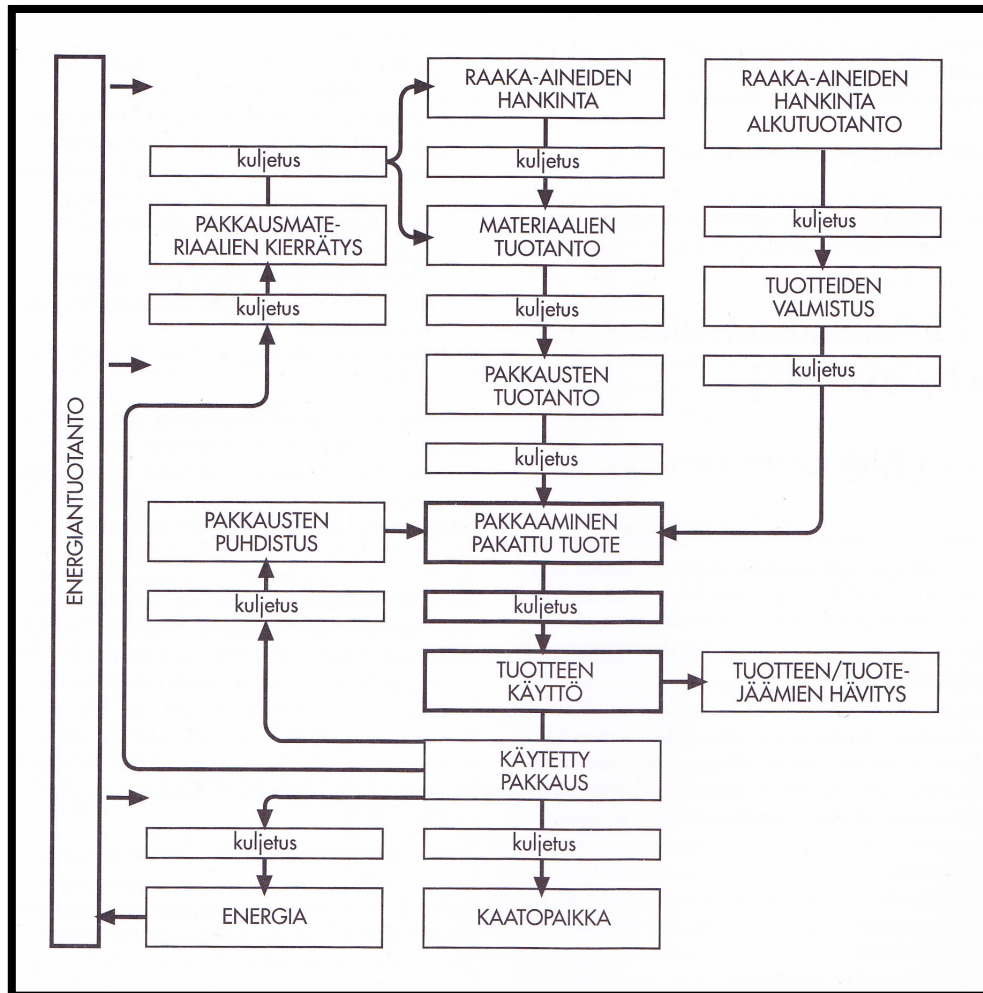 ENERGIANTUOTANTO
RAAKA-AINEIDEN
HANKINTA
RAAKA-AINEIDEN
HANKINTA
ALKUTUOTANTO
kuljetus
kuljetus
PAKKAUSMATE-
RIAALIEN KIERRÄTYS
MATERIAALIEN
TUOTANTO
kuljetus
kuljetus
kuljetus
TUOTTEIDEN
VALMISTUS
PAKKAUSTEN
TUOTANTO
kuljetus
kuljetus
PAKKAUSTEN
PUHDISTUS
PAKKAAMINEN
PAKATTU TUOTE
kuljetus
kuljetus
TUOTTEEN
KÄYTTÖ
TUOTTEEN/TUOTE-
JÄÄMIEN HÄVITYS
KÄYTETTY
PAKKAUS
kuljetus
kuljetus
ENERGIA
KAATOPAIKKA